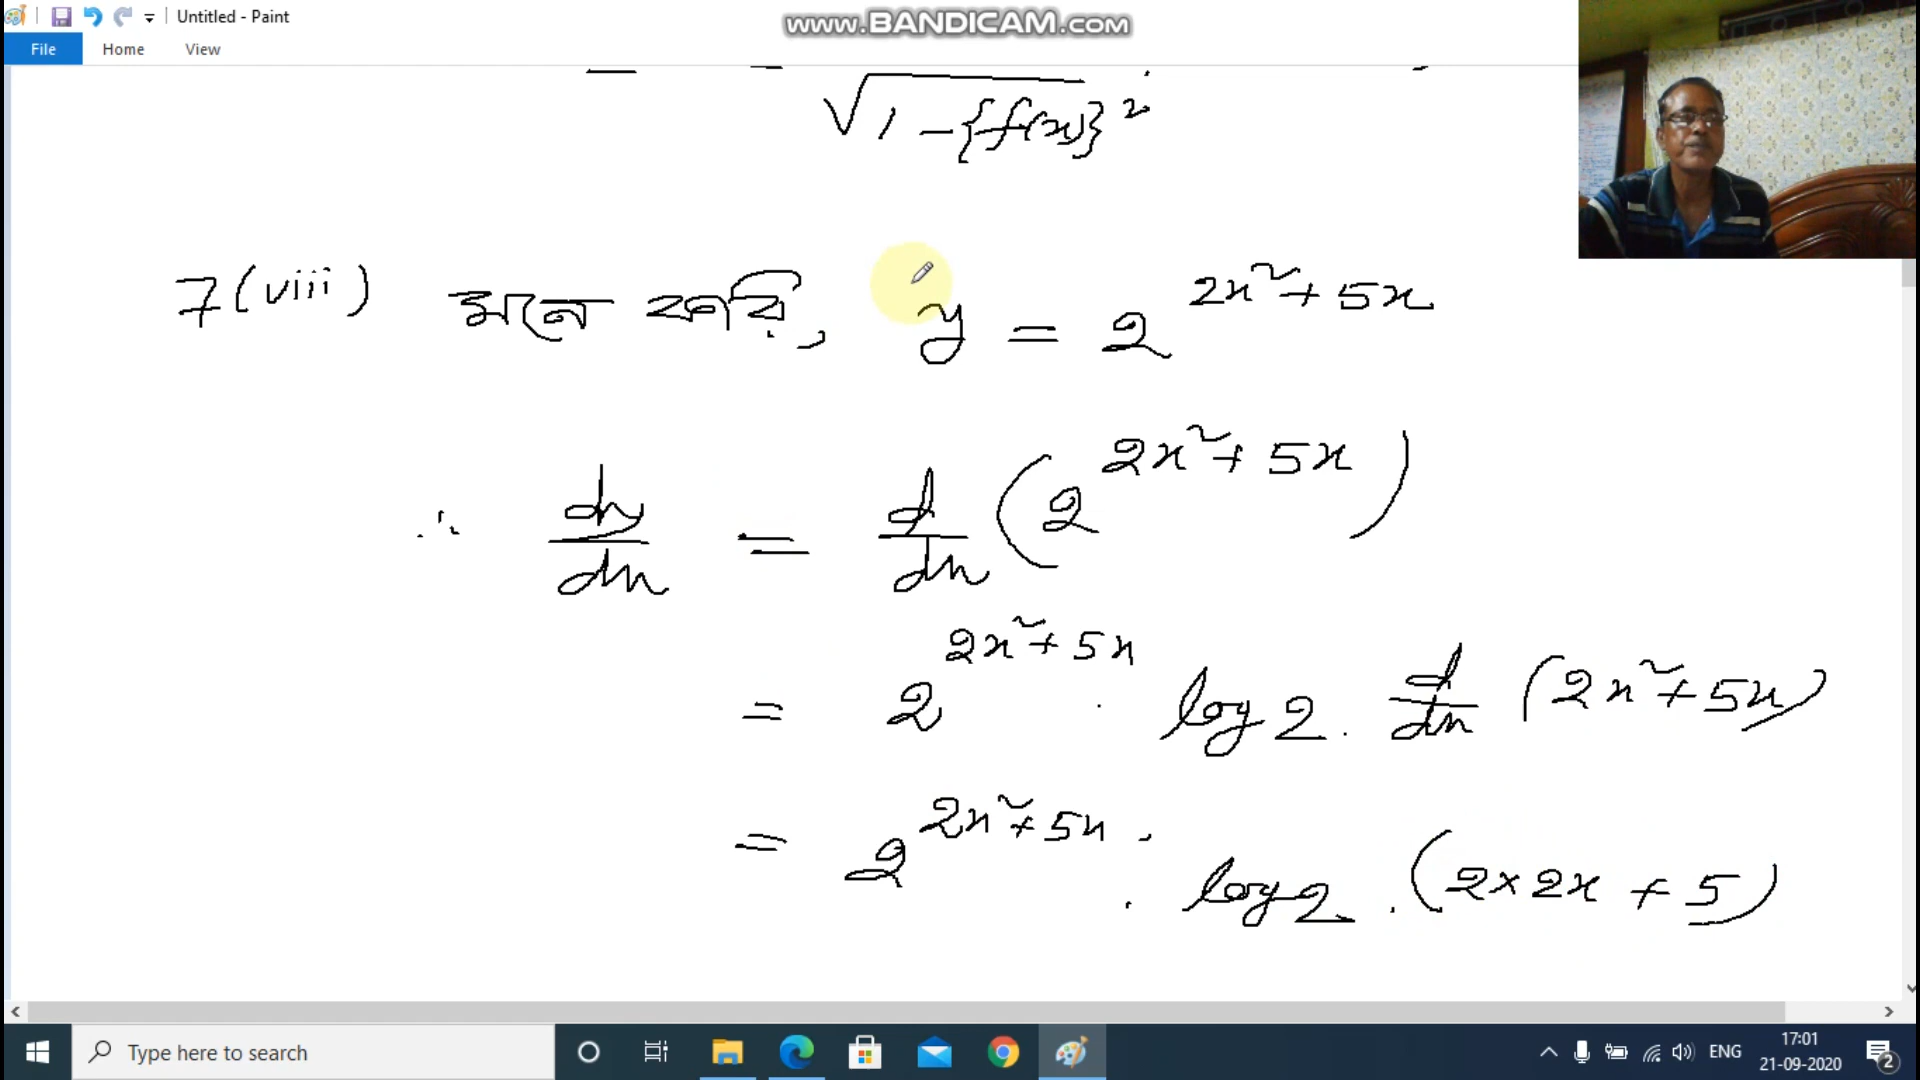 Untitled - Paint
www.BANDICAM.com
File Home View
√1 - {f(x)}²
7(viii) মনে করি, y = 2^(2x²+5x)
∴ dy/dx = d/dx (2^(2x²+5x))
= 2^(2x²+5x) . log 2 . d/dx (2x²+5x)
= 2^(2x²+5x) . log 2 . (2×2x + 5)
Type here to search
ENG
17:01
21-09-2020
2